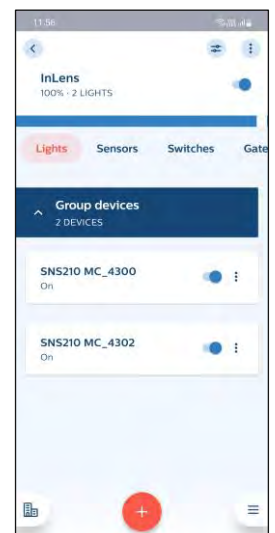 11.56
InLens
100% - 2 LIGHTS
Lights Sensors Switches Gate
Group devices
2 DEVICES
SNS210 MC_4300
On
SNS210 MC_4302
On